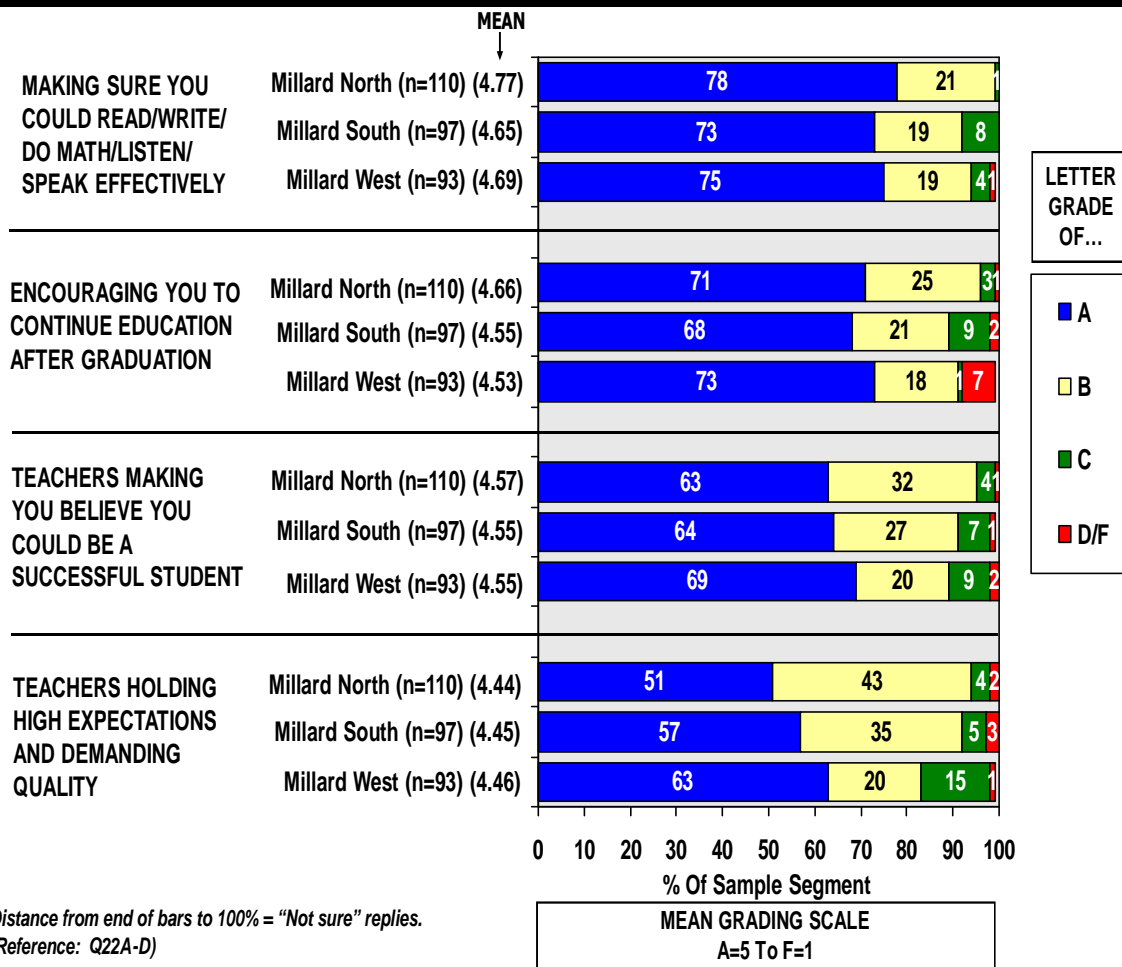 MEAN
MAKING SURE YOU
COULD READ/WRITE/
DO MATH/LISTEN/
SPEAK EFFECTIVELY
Millard North (n=110) (4.77)
78 21 1
Millard South (n=97) (4.65)
73 19 8
Millard West (n=93) (4.69)
75 19 4 1
ENCOURAGING YOU TO
CONTINUE EDUCATION
AFTER GRADUATION
Millard North (n=110) (4.66)
71 25 3 1
Millard South (n=97) (4.55)
68 21 9 2
Millard West (n=93) (4.53)
73 18 1 7
TEACHERS MAKING
YOU BELIEVE YOU
COULD BE A
SUCCESSFUL STUDENT
Millard North (n=110) (4.57)
63 32 4 1
Millard South (n=97) (4.55)
64 27 7 1
Millard West (n=93) (4.55)
69 20 9 2
TEACHERS HOLDING
HIGH EXPECTATIONS
AND DEMANDING
QUALITY
Millard North (n=110) (4.44)
51 43 4 2
Millard South (n=97) (4.45)
57 35 5 3
Millard West (n=93) (4.46)
63 20 15 1
0 10 20 30 40 50 60 70 80 90 100
% Of Sample Segment
LETTER
GRADE
OF...
A
B
C
D/F
Distance from end of bars to 100% = “Not sure” replies.
Reference: Q22A-D)
MEAN GRADING SCALE
A=5 To F=1